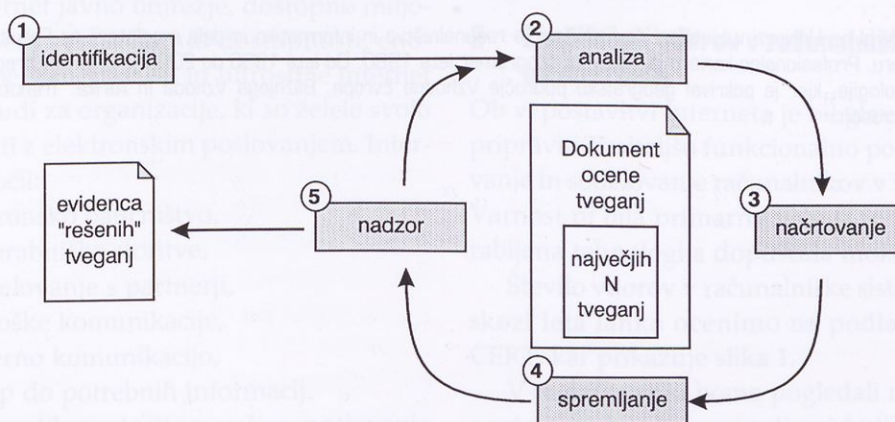 1
identifikacija
2
analiza
3
načrtovanje
4
spremljanje
5
nadzor
evidenca
"rešenih"
tveganj
Dokument
ocene
tveganj
največjih
N
tveganj